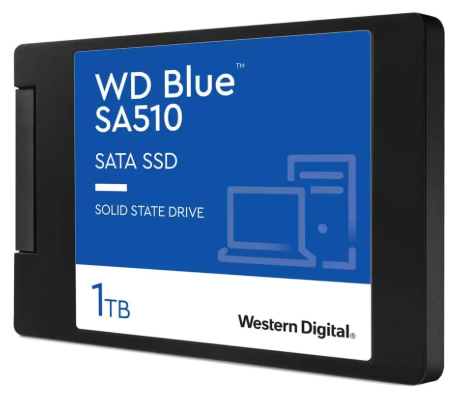 WD Blue™
SA510
SATA SSD
SOLID STATE DRIVE
1TB
Western Digital®